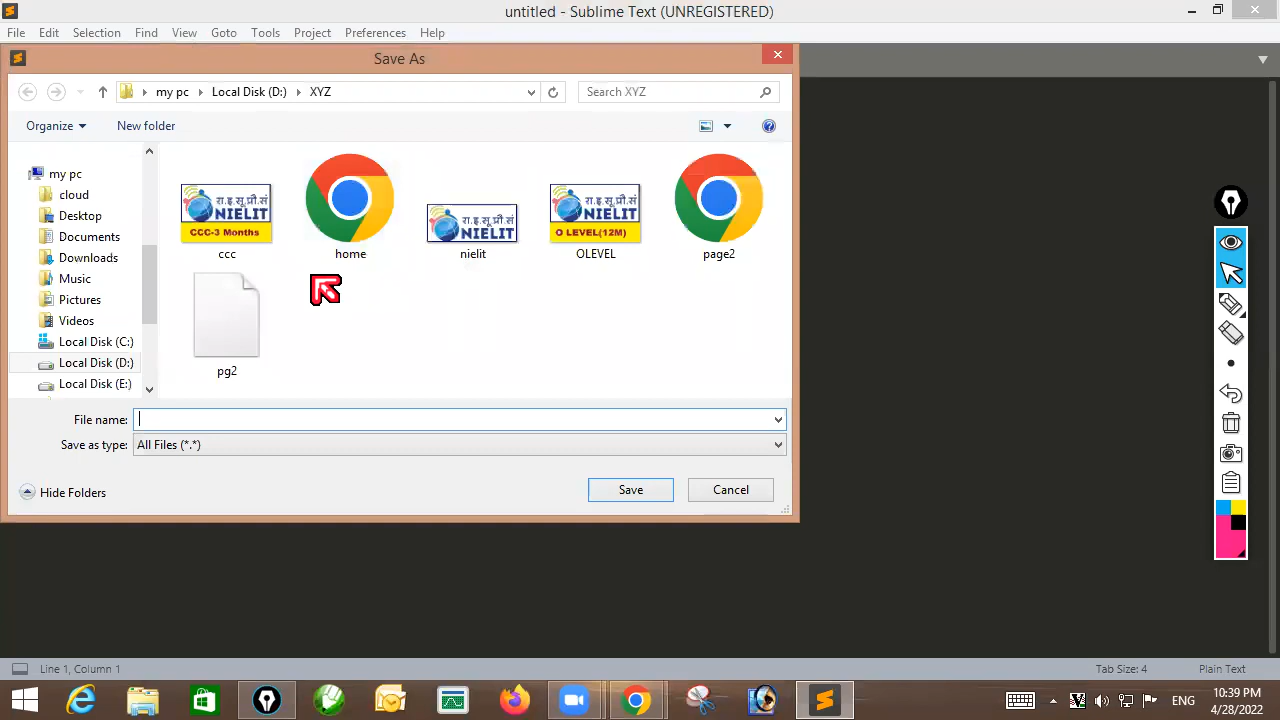 untitled - Sublime Text (UNREGISTERED)
File Edit Selection Find View Goto Tools Project Preferences Help
Save As
my pc Local Disk (D:) XYZ
Search XYZ
Organize New folder
my pc
cloud
Desktop
Documents
Downloads
Music
Pictures
Videos
Local Disk (C:)
Local Disk (D:)
Local Disk (E:)
रा.इ.सू.प्रौ.सं
NIELIT
CCC-3 Months
ccc
home
रा.इ.सू.प्रौ.सं
NIELIT
nielit
रा.इ.सू.प्रौ.सं
NIELIT
O LEVEL(12M)
OLEVEL
page2
pg2
File name:
Save as type: All Files (*.*)
Hide Folders
Save Cancel
Line 1, Column 1
Tab Size: 4 Plain Text
ENG
10:39 PM
4/28/2022